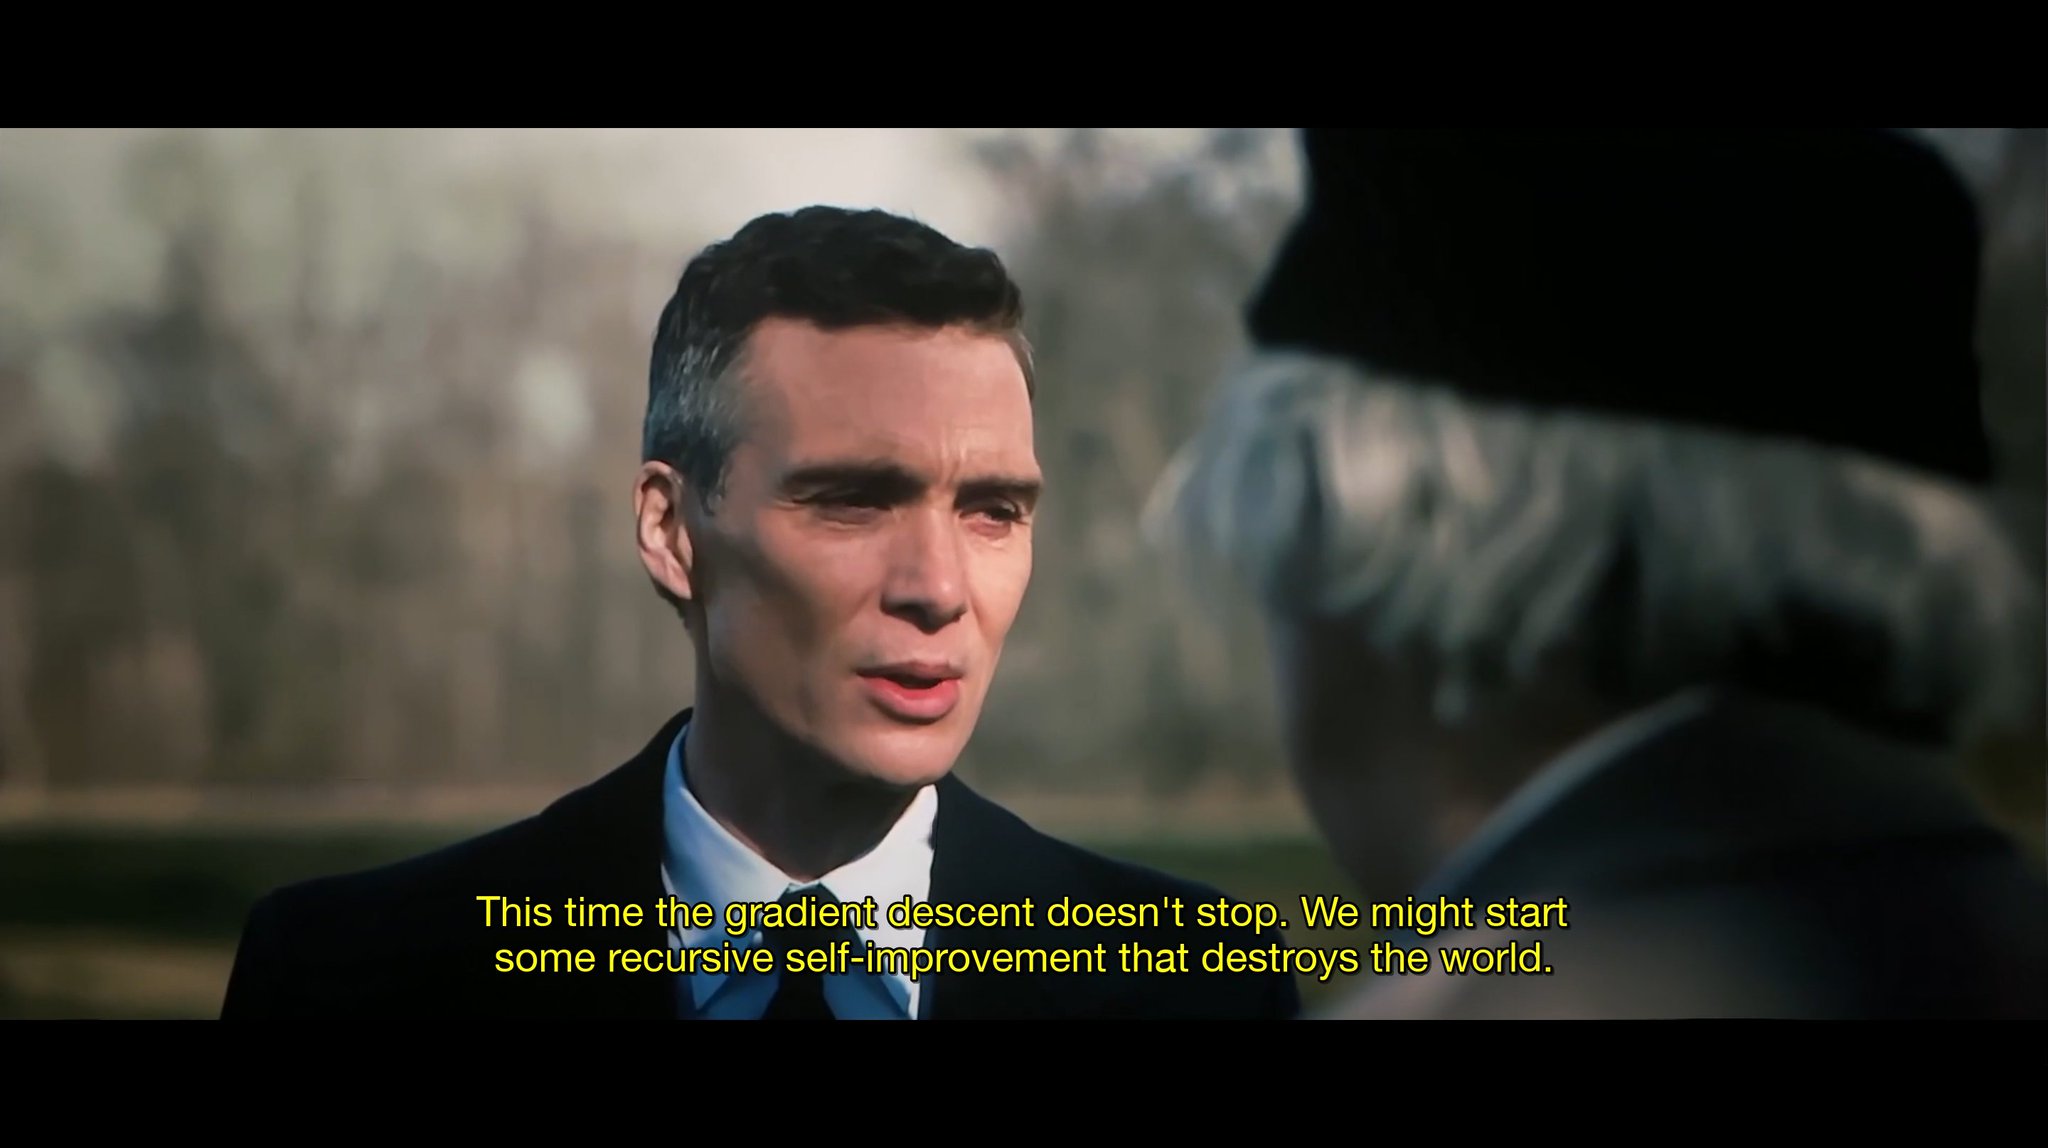 This time the gradient descent doesn't stop. We might start
some recursive self-improvement that destroys the world.